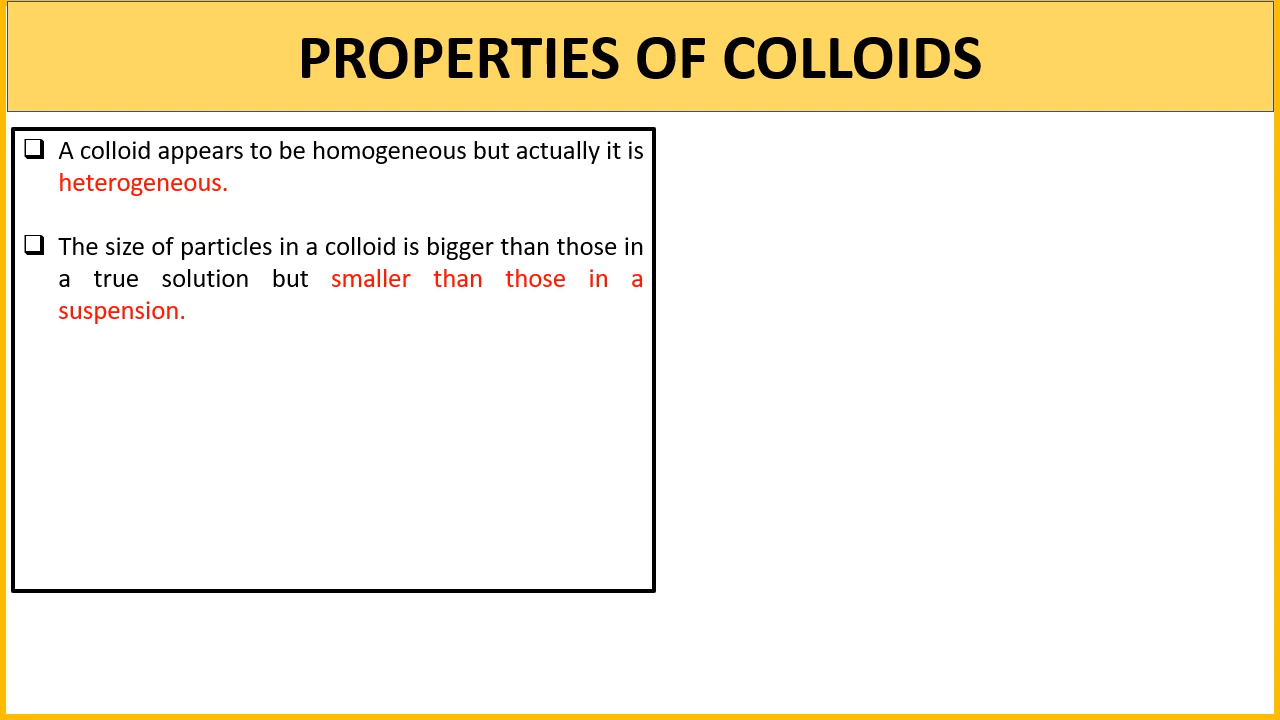 PROPERTIES OF COLLOIDS
❑ A colloid appears to be homogeneous but actually it is
heterogeneous.
❑ The size of particles in a colloid is bigger than those in
a true solution but smaller than those in a
suspension.